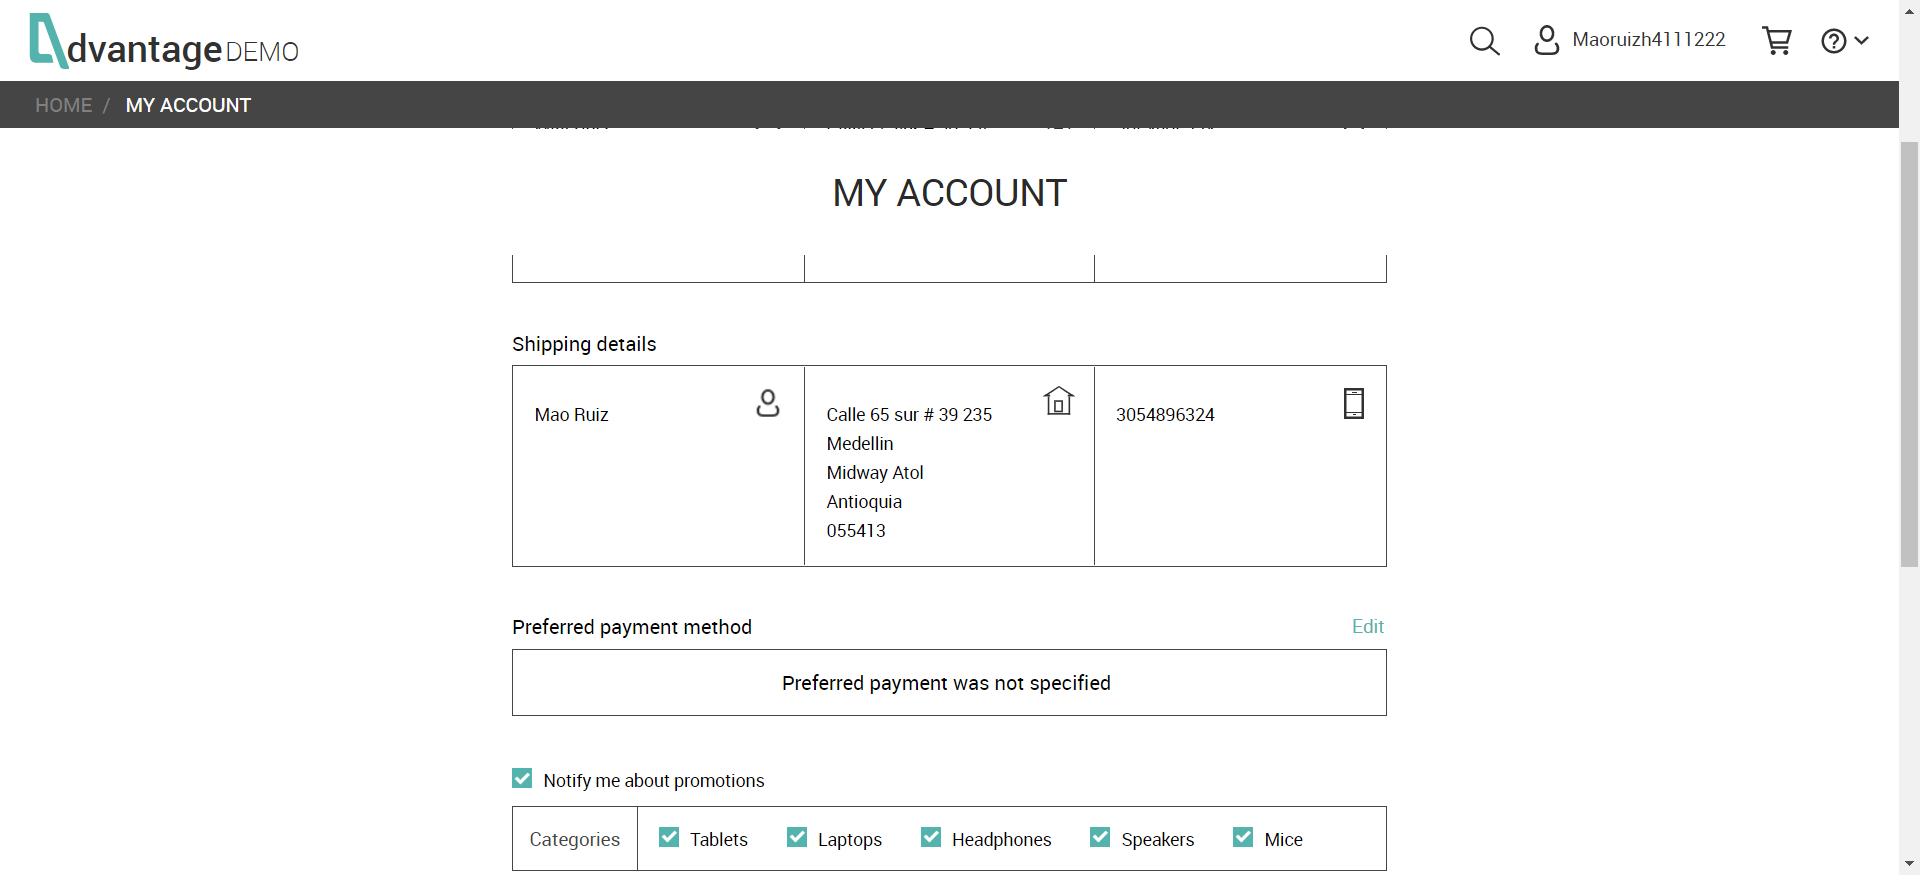 dvantage DEMO
Maoruizh4111222
HOME / MY ACCOUNT
MY ACCOUNT
Shipping details
Mao Ruiz
Calle 65 sur # 39 235
Medellin
Midway Atol
Antioquia
055413
3054896324
Preferred payment method
Edit
Preferred payment was not specified
Notify me about promotions
Categories
Tablets
Laptops
Headphones
Speakers
Mice